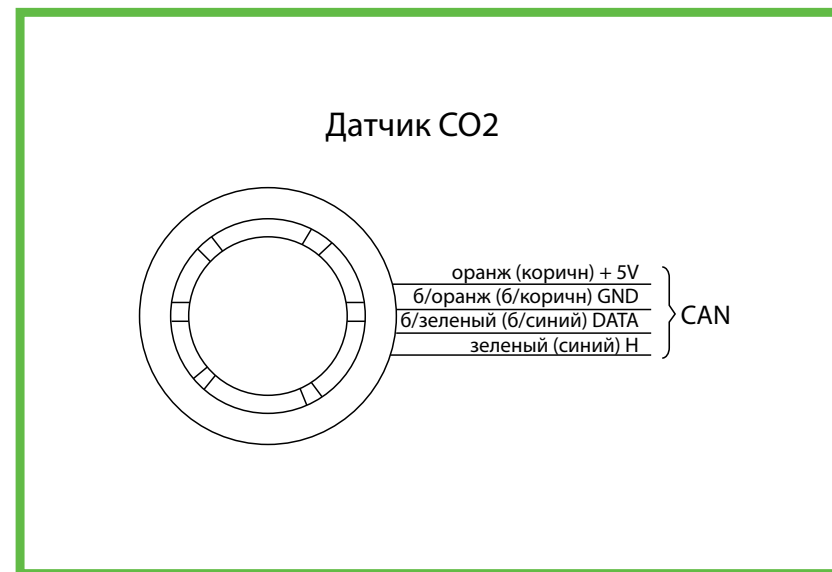 Датчик CO2
оранж (коричн) + 5V
б/оранж (б/коричн) GND
б/зеленый (б/синий) DATA
зеленый (синий) H
CAN